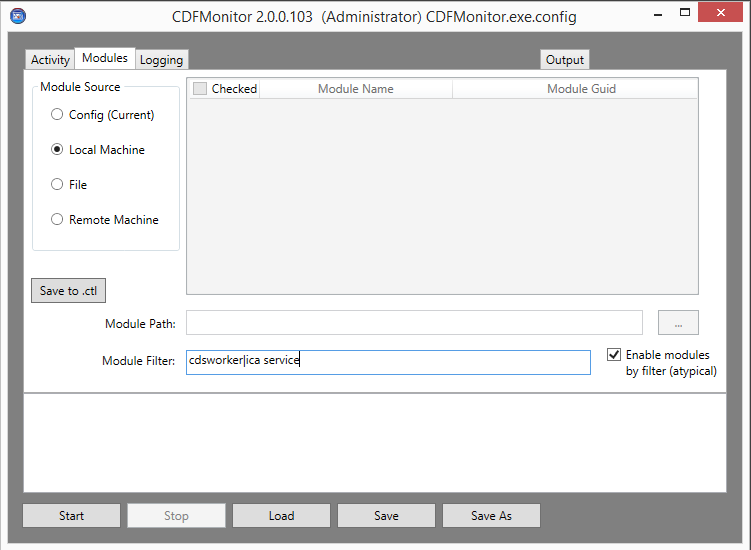 CDFMonitor 2.0.0.103 (Administrator) CDFMonitor.exe.config
Activity Modules Logging Output
Module Source
Config (Current)
Local Machine
File
Remote Machine
Checked Module Name Module Guid
Save to .ctl
Module Path: ...
Module Filter: cdsworker|ica service
Enable modules
by filter (atypical)
Start Stop Load Save Save As